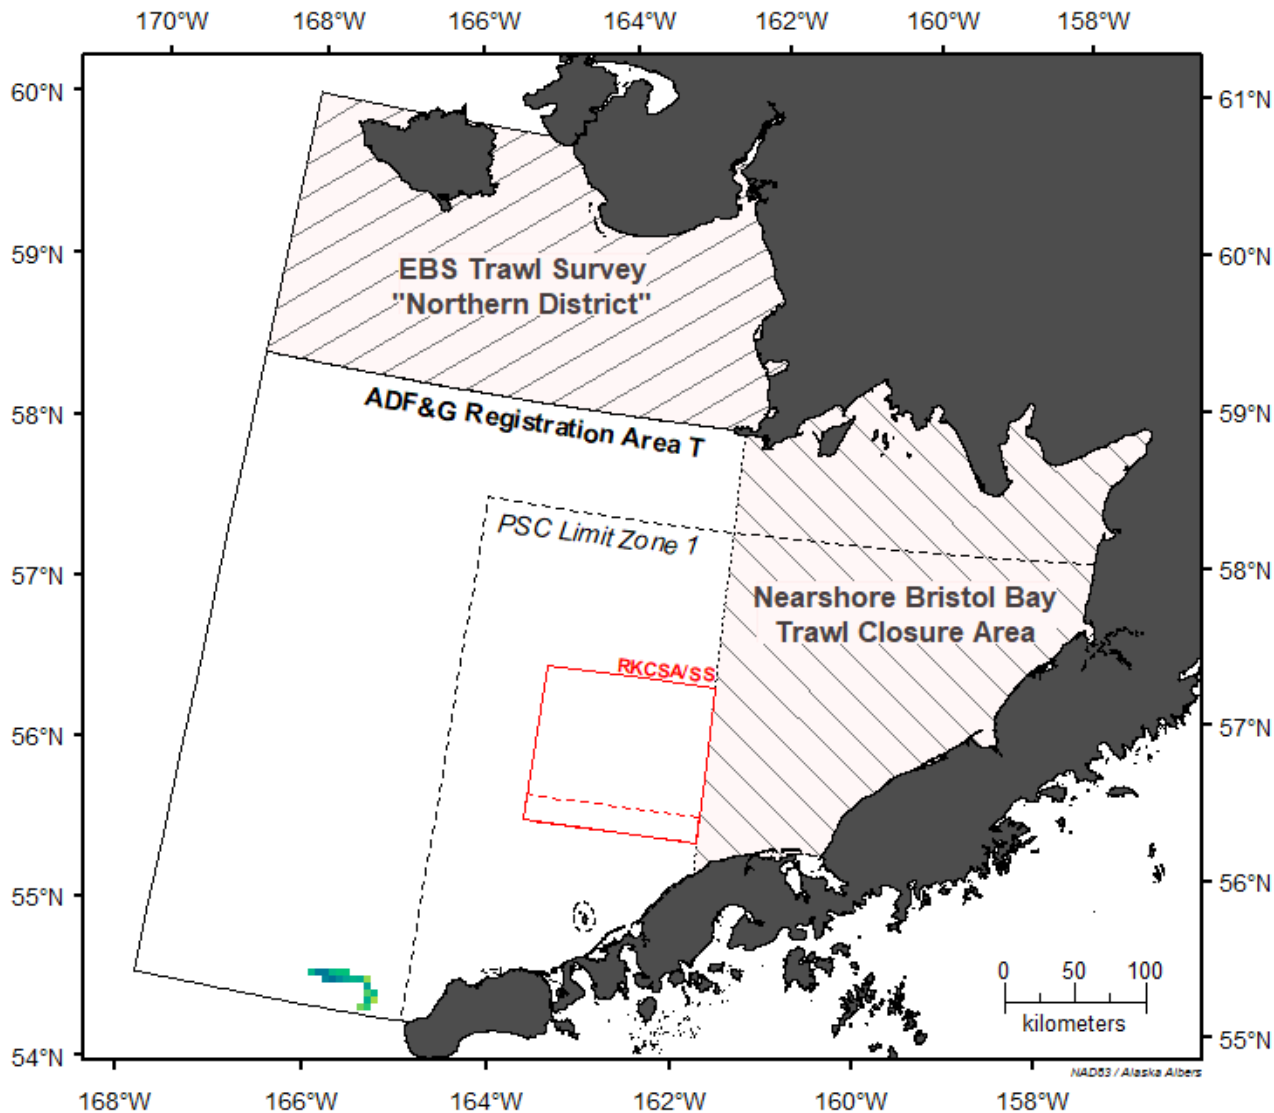 170°W 168°W 166°W 164°W 162°W 160°W 158°W
60°N
61°N
EBS Trawl Survey
"Northern District"
59°N
60°N
ADF&G Registration Area T
58°N
59°N
PSC Limit Zone 1
57°N
58°N
Nearshore Bristol Bay
Trawl Closure Area
RKCSA/SS
56°N
57°N
55°N
56°N
0 50 100
kilometers
54°N
55°N
NAD83 / Alaska Albers
168°W 166°W 164°W 162°W 160°W 158°W